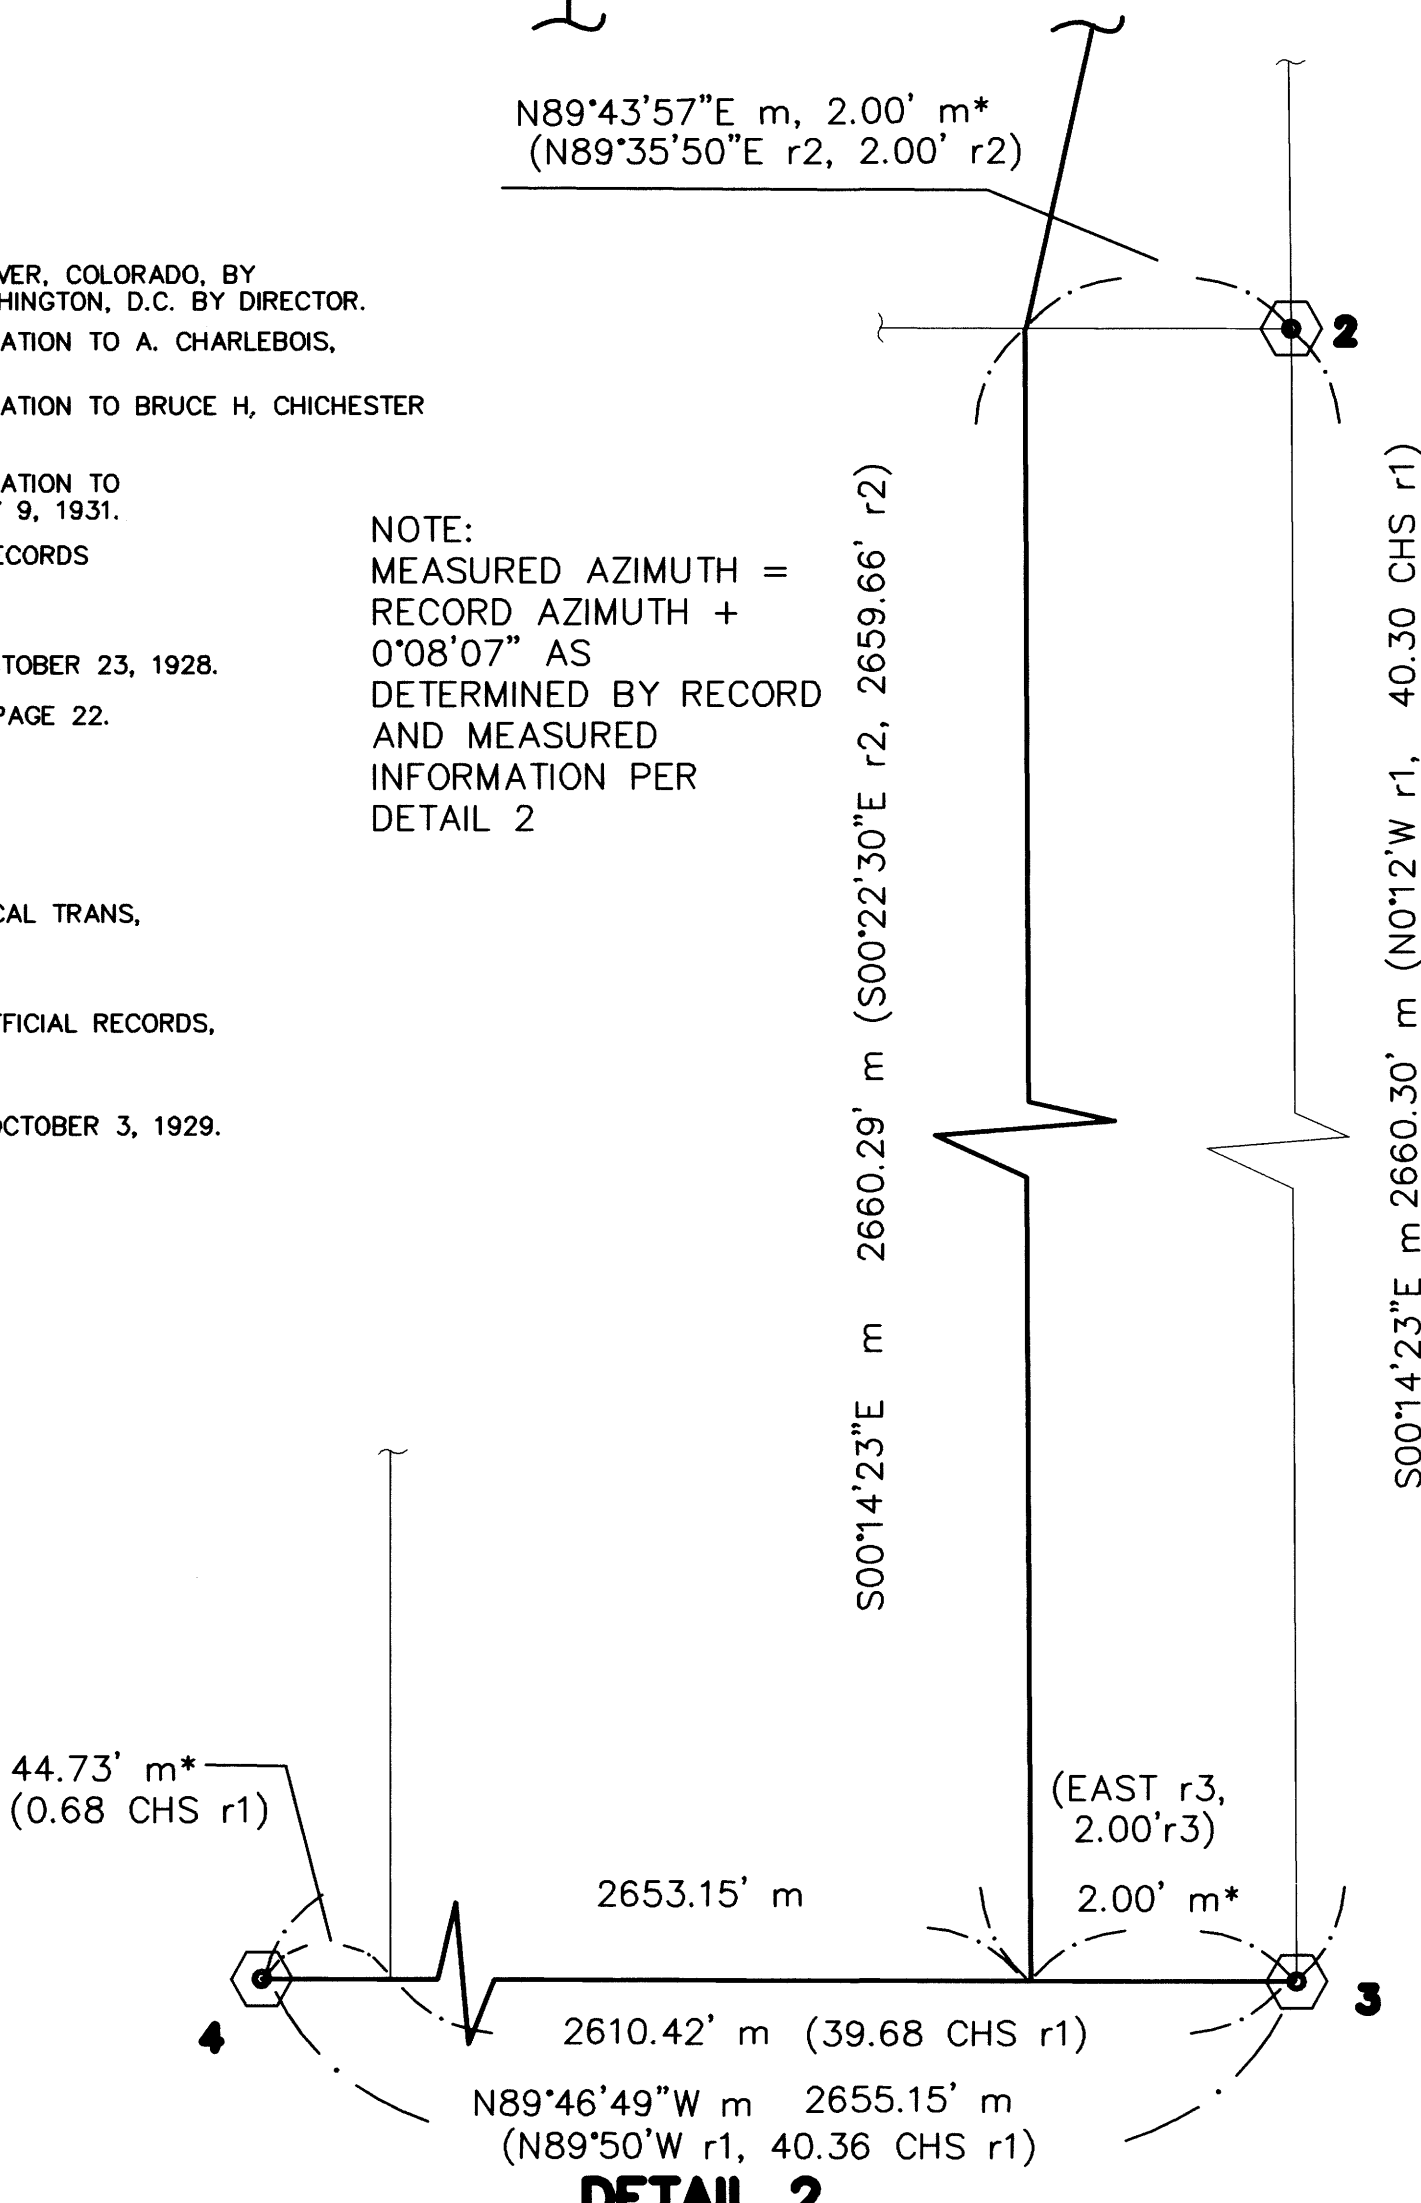 N89°43'57"E m, 2.00' m*
(N89°35'50"E r2, 2.00' r2)
VER, COLORADO, BY
HINGTON, D.C. BY DIRECTOR.
ATION TO A. CHARLEBOIS,
ATION TO BRUCE H, CHICHESTER
ATION TO
9, 1931.
ECORDS
TOBER 23, 1928.
PAGE 22.
CAL TRANS,
FFICIAL RECORDS,
OCTOBER 3, 1929.
NOTE:
MEASURED AZIMUTH =
RECORD AZIMUTH +
0°08'07" AS
DETERMINED BY RECORD
AND MEASURED
INFORMATION PER
DETAIL 2
S00°14'23"E m 2660.29' m (S00°22'30"E r2, 2659.66' r2)
S00°14'23"E m 2660.30' m (N0°12'W r1, 40.30 CHS r1)
2
44.73' m*
(0.68 CHS r1)
(EAST r3,
2.00'r3)
2653.15' m
2.00' m*
4
3
2610.42' m (39.68 CHS r1)
N89°46'49"W m 2655.15' m
(N89°50'W r1, 40.36 CHS r1)
DETAIL 2